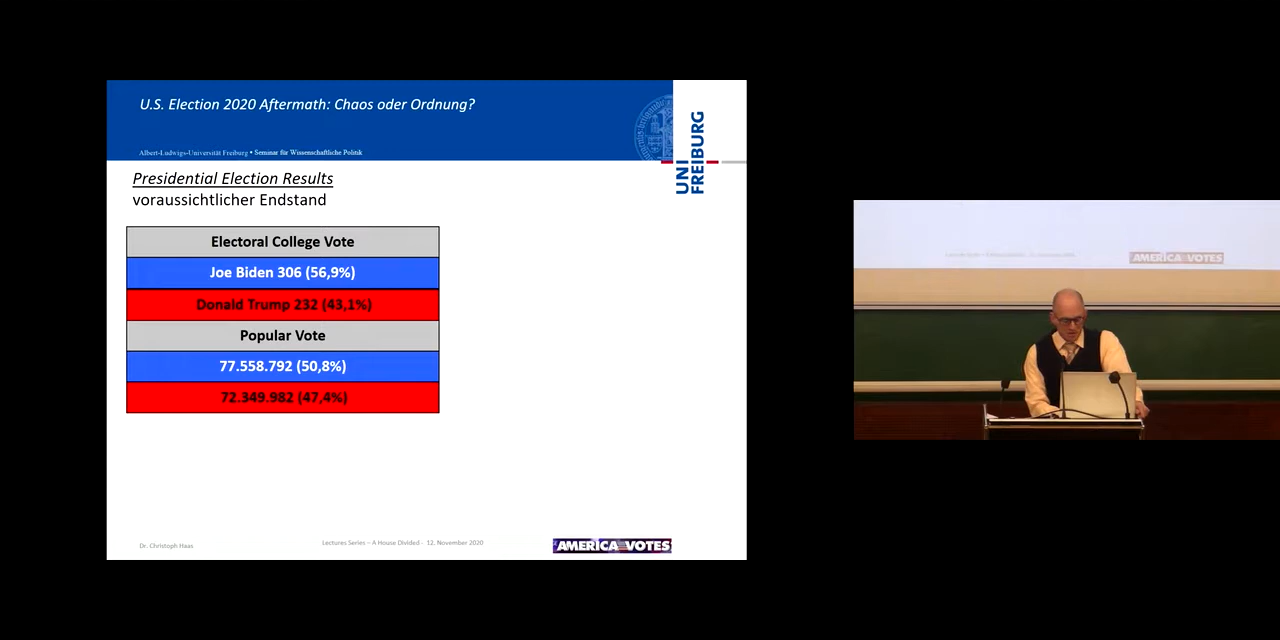 U.S. Election 2020 Aftermath: Chaos oder Ordnung?
Albert-Ludwigs-Universität Freiburg • Seminar für Wissenschaftliche Politik
UNI
FREIBURG
Presidential Election Results
voraussichtlicher Endstand
Electoral College Vote
Joe Biden 306 (56,9%)
Donald Trump 232 (43,1%)
Popular Vote
77.558.792 (50,8%)
72.349.982 (47,4%)
Dr. Christoph Haas
Lectures Series – A House Divided - 12, November 2020
AMERICA VOTES
AMERICA VOTES